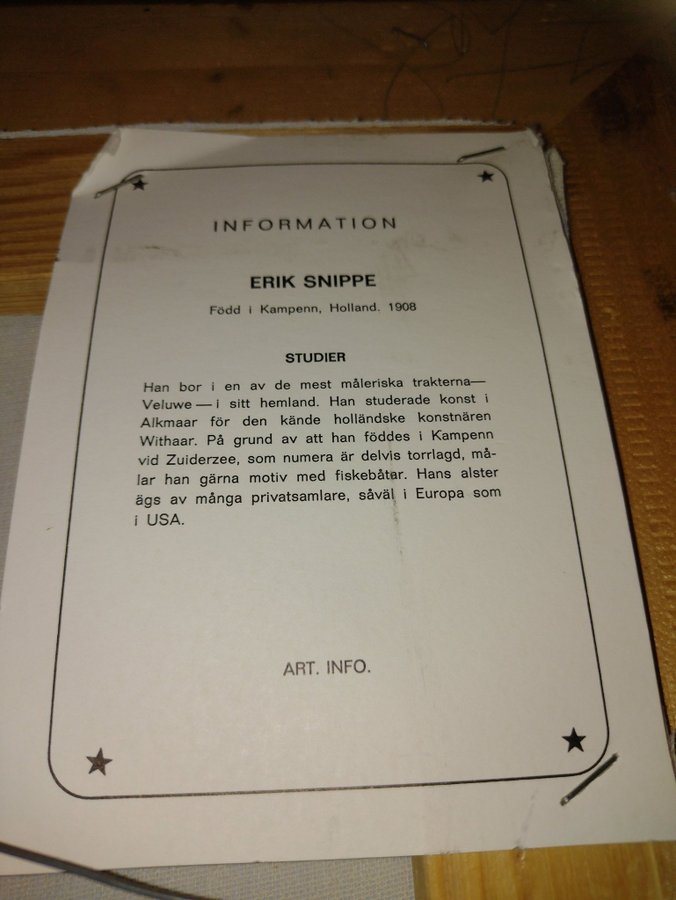 INFORMATION
ERIK SNIPPE
Född i Kampenn, Holland. 1908
STUDIER
Han bor i en av de mest måleriska trakterna—
Veluwe — i sitt hemland. Han studerade konst i
Alkmaar för den kände holländske konstnären
Withaar. På grund av att han föddes i Kampenn
vid Zuiderzee, som numera är delvis torrlagd, må-
lar han gärna motiv med fiskebåtar. Hans alster
ägs av många privatsamlare, såväl i Europa som
i USA.
ART. INFO.